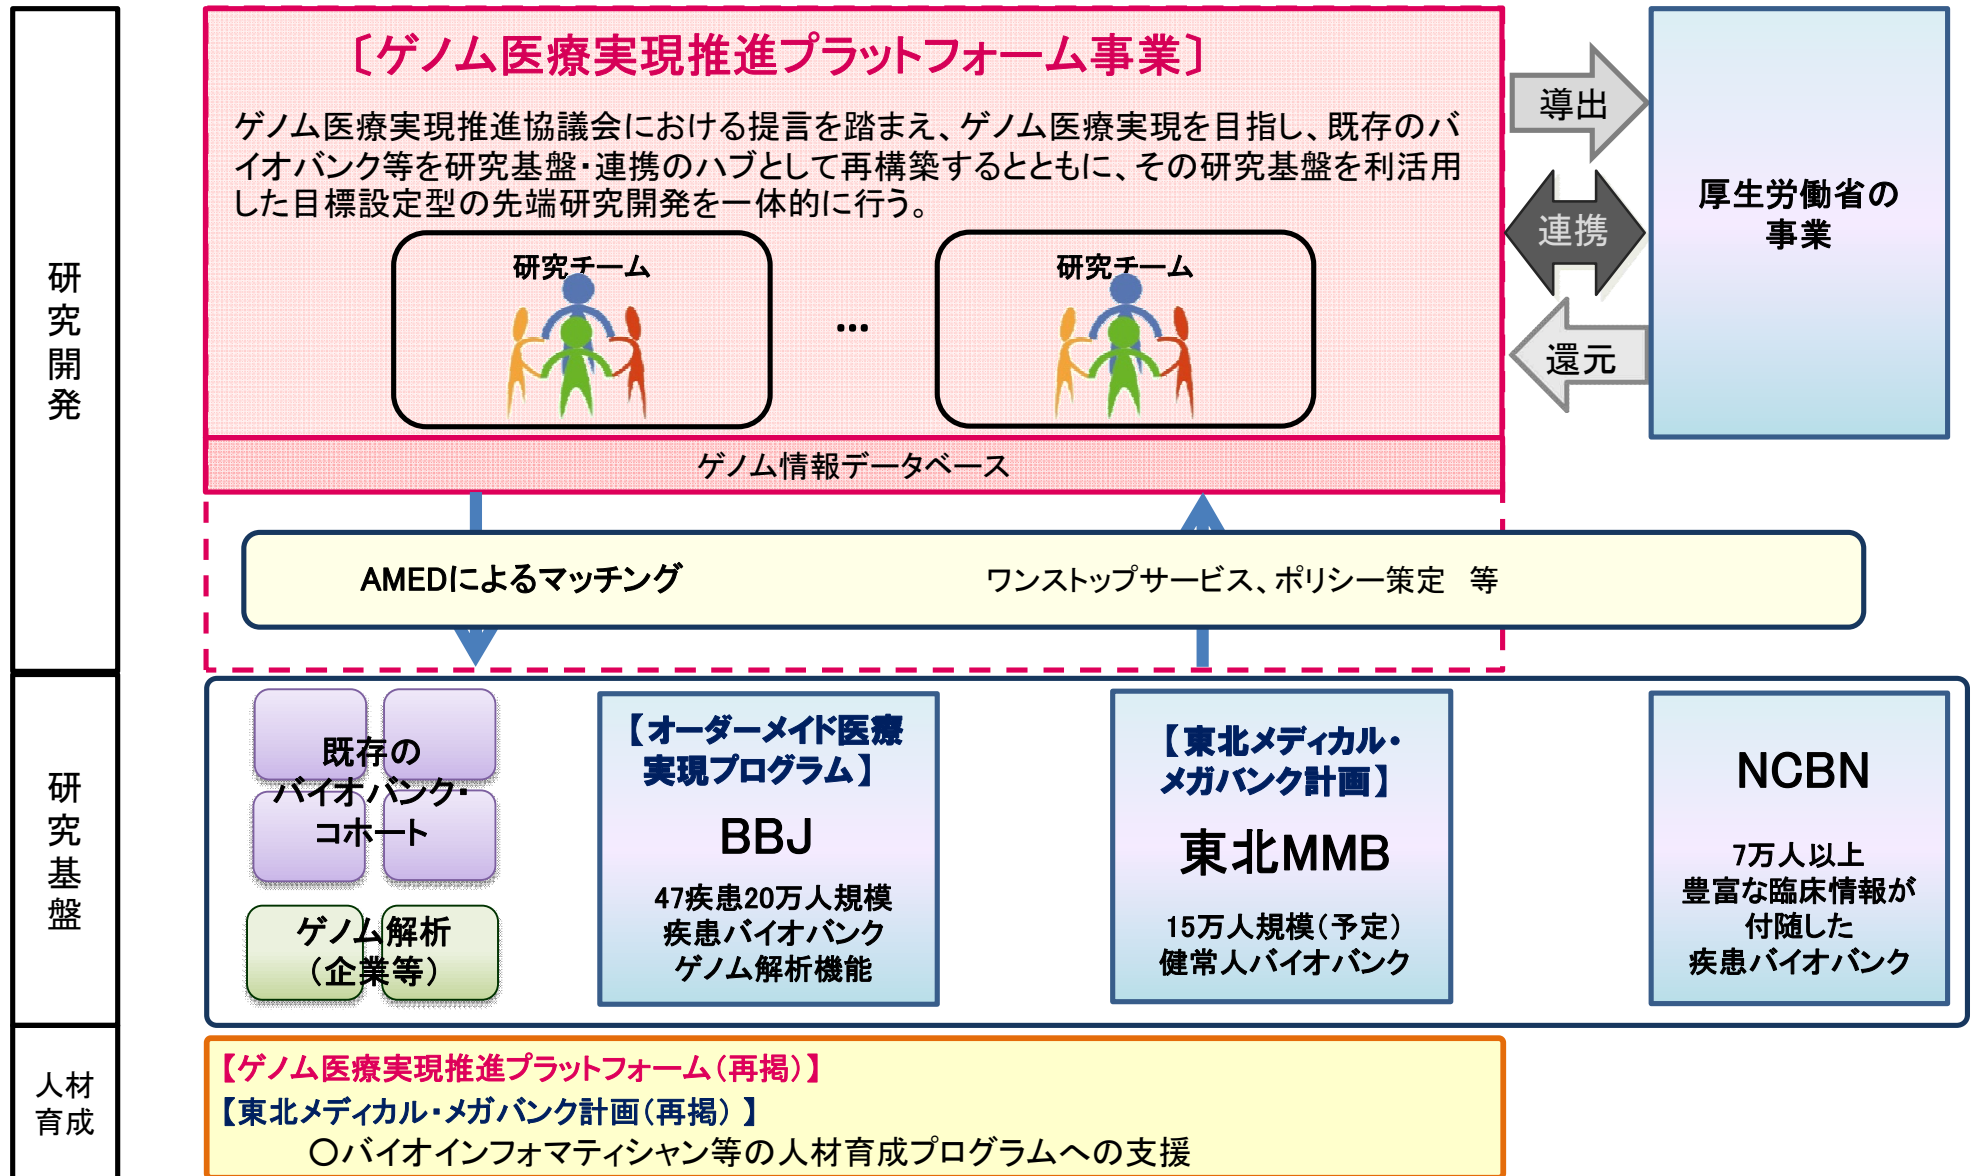 研究開発
〔ゲノム医療実現推進プラットフォーム事業〕
ゲノム医療実現推進協議会における提言を踏まえ、ゲノム医療実現を目指し、既存のバ
イオバンク等を研究基盤・連携のハブとして再構築するとともに、その研究基盤を利活用
した目標設定型の先端研究開発を一体的に行う。
研究チーム
…
研究チーム
ゲノム情報データベース
導出
連携
還元
厚生労働省の
事業
AMEDによるマッチング
ワンストップサービス、ポリシー策定　等
研究基盤
既存の
バイオバンク・
コホート
ゲノム解析
（企業等）
【オーダーメイド医療
実現プログラム】
BBJ
47疾患20万人規模
疾患バイオバンク
ゲノム解析機能
【東北メディカル・
メガバンク計画】
東北MMB
15万人規模（予定）
健常人バイオバンク
NCBN
7万人以上
豊富な臨床情報が
付随した
疾患バイオバンク
人材
育成
【ゲノム医療実現推進プラットフォーム（再掲）】
【東北メディカル・メガバンク計画（再掲）】
〇バイオインフォマティシャン等の人材育成プログラムへの支援